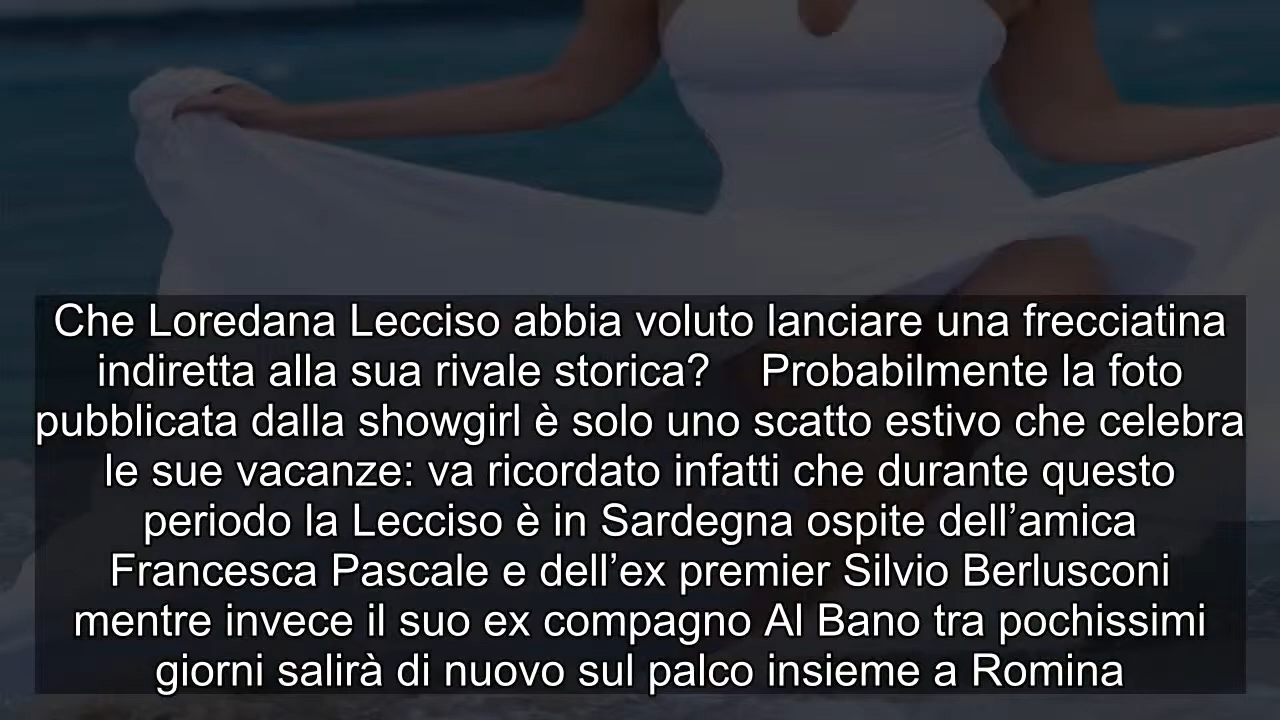 Che Loredana Lecciso abbia voluto lanciare una frecciatina
indiretta alla sua rivale storica?    Probabilmente la foto
pubblicata dalla showgirl è solo uno scatto estivo che celebra
le sue vacanze: va ricordato infatti che durante questo
periodo la Lecciso è in Sardegna ospite dell’amica
Francesca Pascale e dell’ex premier Silvio Berlusconi
mentre invece il suo ex compagno Al Bano tra pochissimi
giorni salirà di nuovo sul palco insieme a Romina